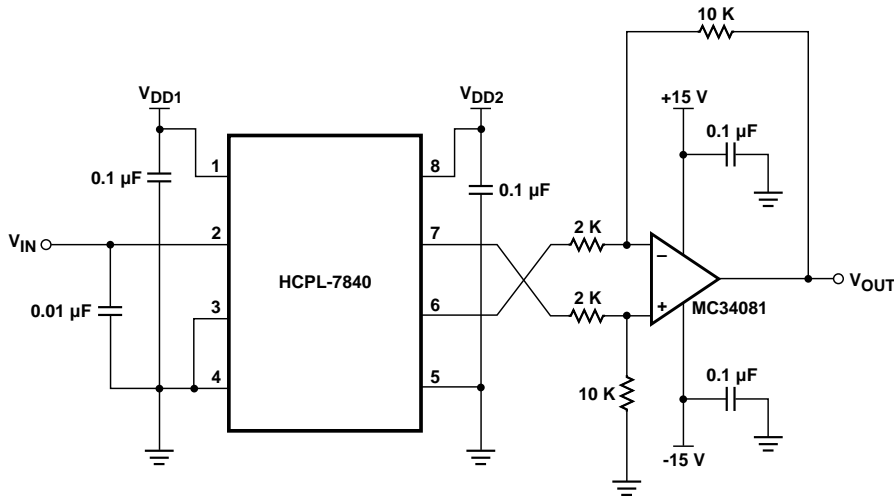 10 K
V_DD1
V_DD2
+15 V
0.1 µF
1
8
0.1 µF
0.1 µF
2 K
V_IN
2
7
–
HCPL-7840
V_OUT
2 K
0.01 µF
3
6
+
MC34081
4
5
10 K
0.1 µF
-15 V